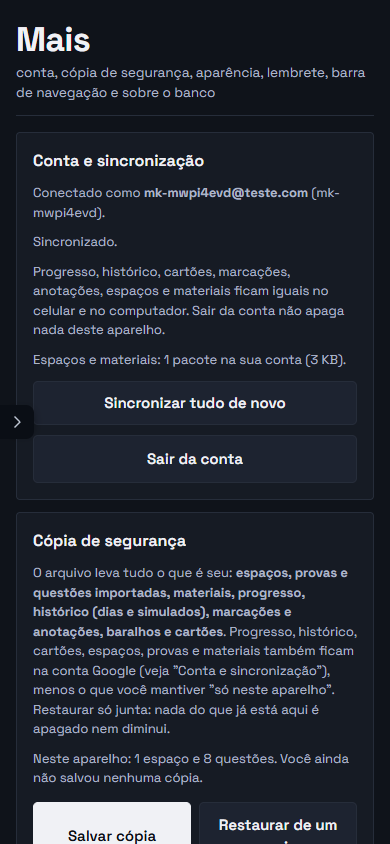 Mais
conta, cópia de segurança, aparência, lembrete, barra
de navegação e sobre o banco
Conta e sincronização
Conectado como mk-mwpi4evd@teste.com (mk-
mwpi4evd).
Sincronizado.
Progresso, histórico, cartões, marcações,
anotações, espaços e materiais ficam iguais no
celular e no computador. Sair da conta não apaga
nada deste aparelho.
Espaços e materiais: 1 pacote na sua conta (3 KB).
Sincronizar tudo de novo
Sair da conta
Cópia de segurança
O arquivo leva tudo o que é seu: espaços, provas e
questões importadas, materiais, progresso,
histórico (dias e simulados), marcações e
anotações, baralhos e cartões. Progresso, histórico,
cartões, espaços, provas e materiais também ficam
na conta Google (veja "Conta e sincronização"),
menos o que você mantiver "só neste aparelho".
Restaurar só junta: nada do que já está aqui é
apagado nem diminui.
Neste aparelho: 1 espaço e 8 questões. Você ainda
não salvou nenhuma cópia.
Salvar cópia
Restaurar de um